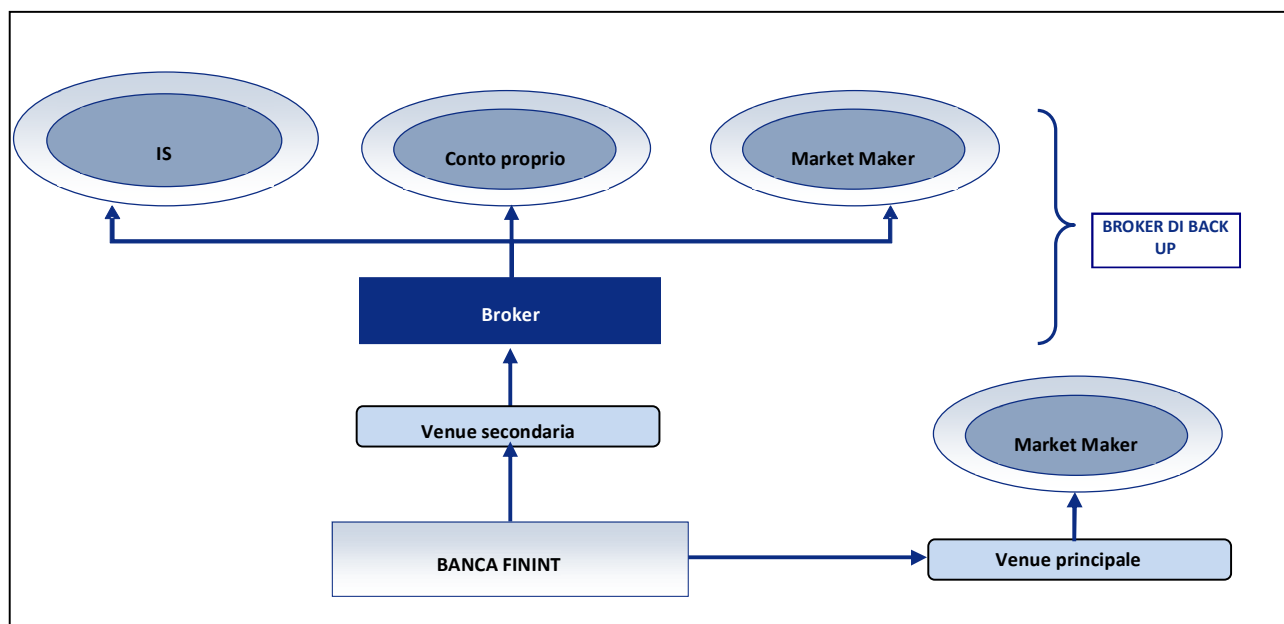 IS
Conto proprio
Market Maker
BROKER DI BACK
UP
Broker
Venue secondaria
Market Maker
BANCA FININT
Venue principale